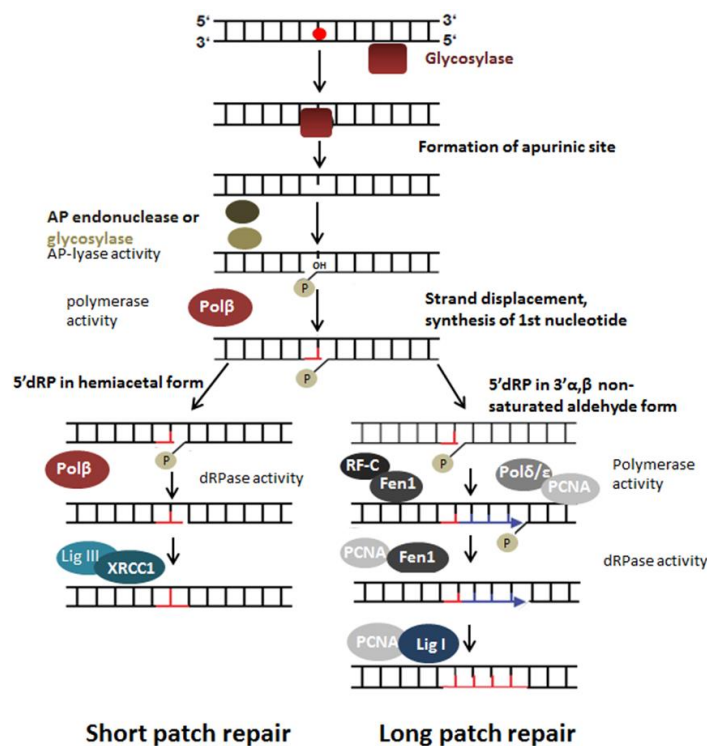 5‘ 3‘
3‘ 5‘
Glycosylase
Formation of apurinic site
AP endonuclease or
glycosylase
AP-lyase activity
OH
P
polymerase
activity
Polβ
Strand displacement,
synthesis of 1st nucleotide
P
5’dRP in hemiacetal form
5’dRP in 3’α,β non-
saturated aldehyde form
P
Polβ
dRPase activity
Lig III
XRCC1
Short patch repair
P
RF-C
Fen1
Polδ/ε
PCNA
Polymerase
activity
P
PCNA
Fen1
dRPase activity
PCNA
Lig I
Long patch repair